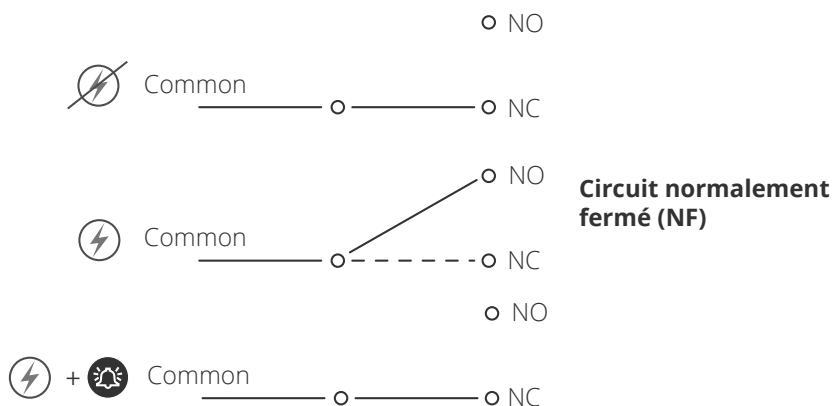 NO
Common
NC
NO
Circuit normalement
fermé (NF)
Common
NC
NO
+
Common
NC